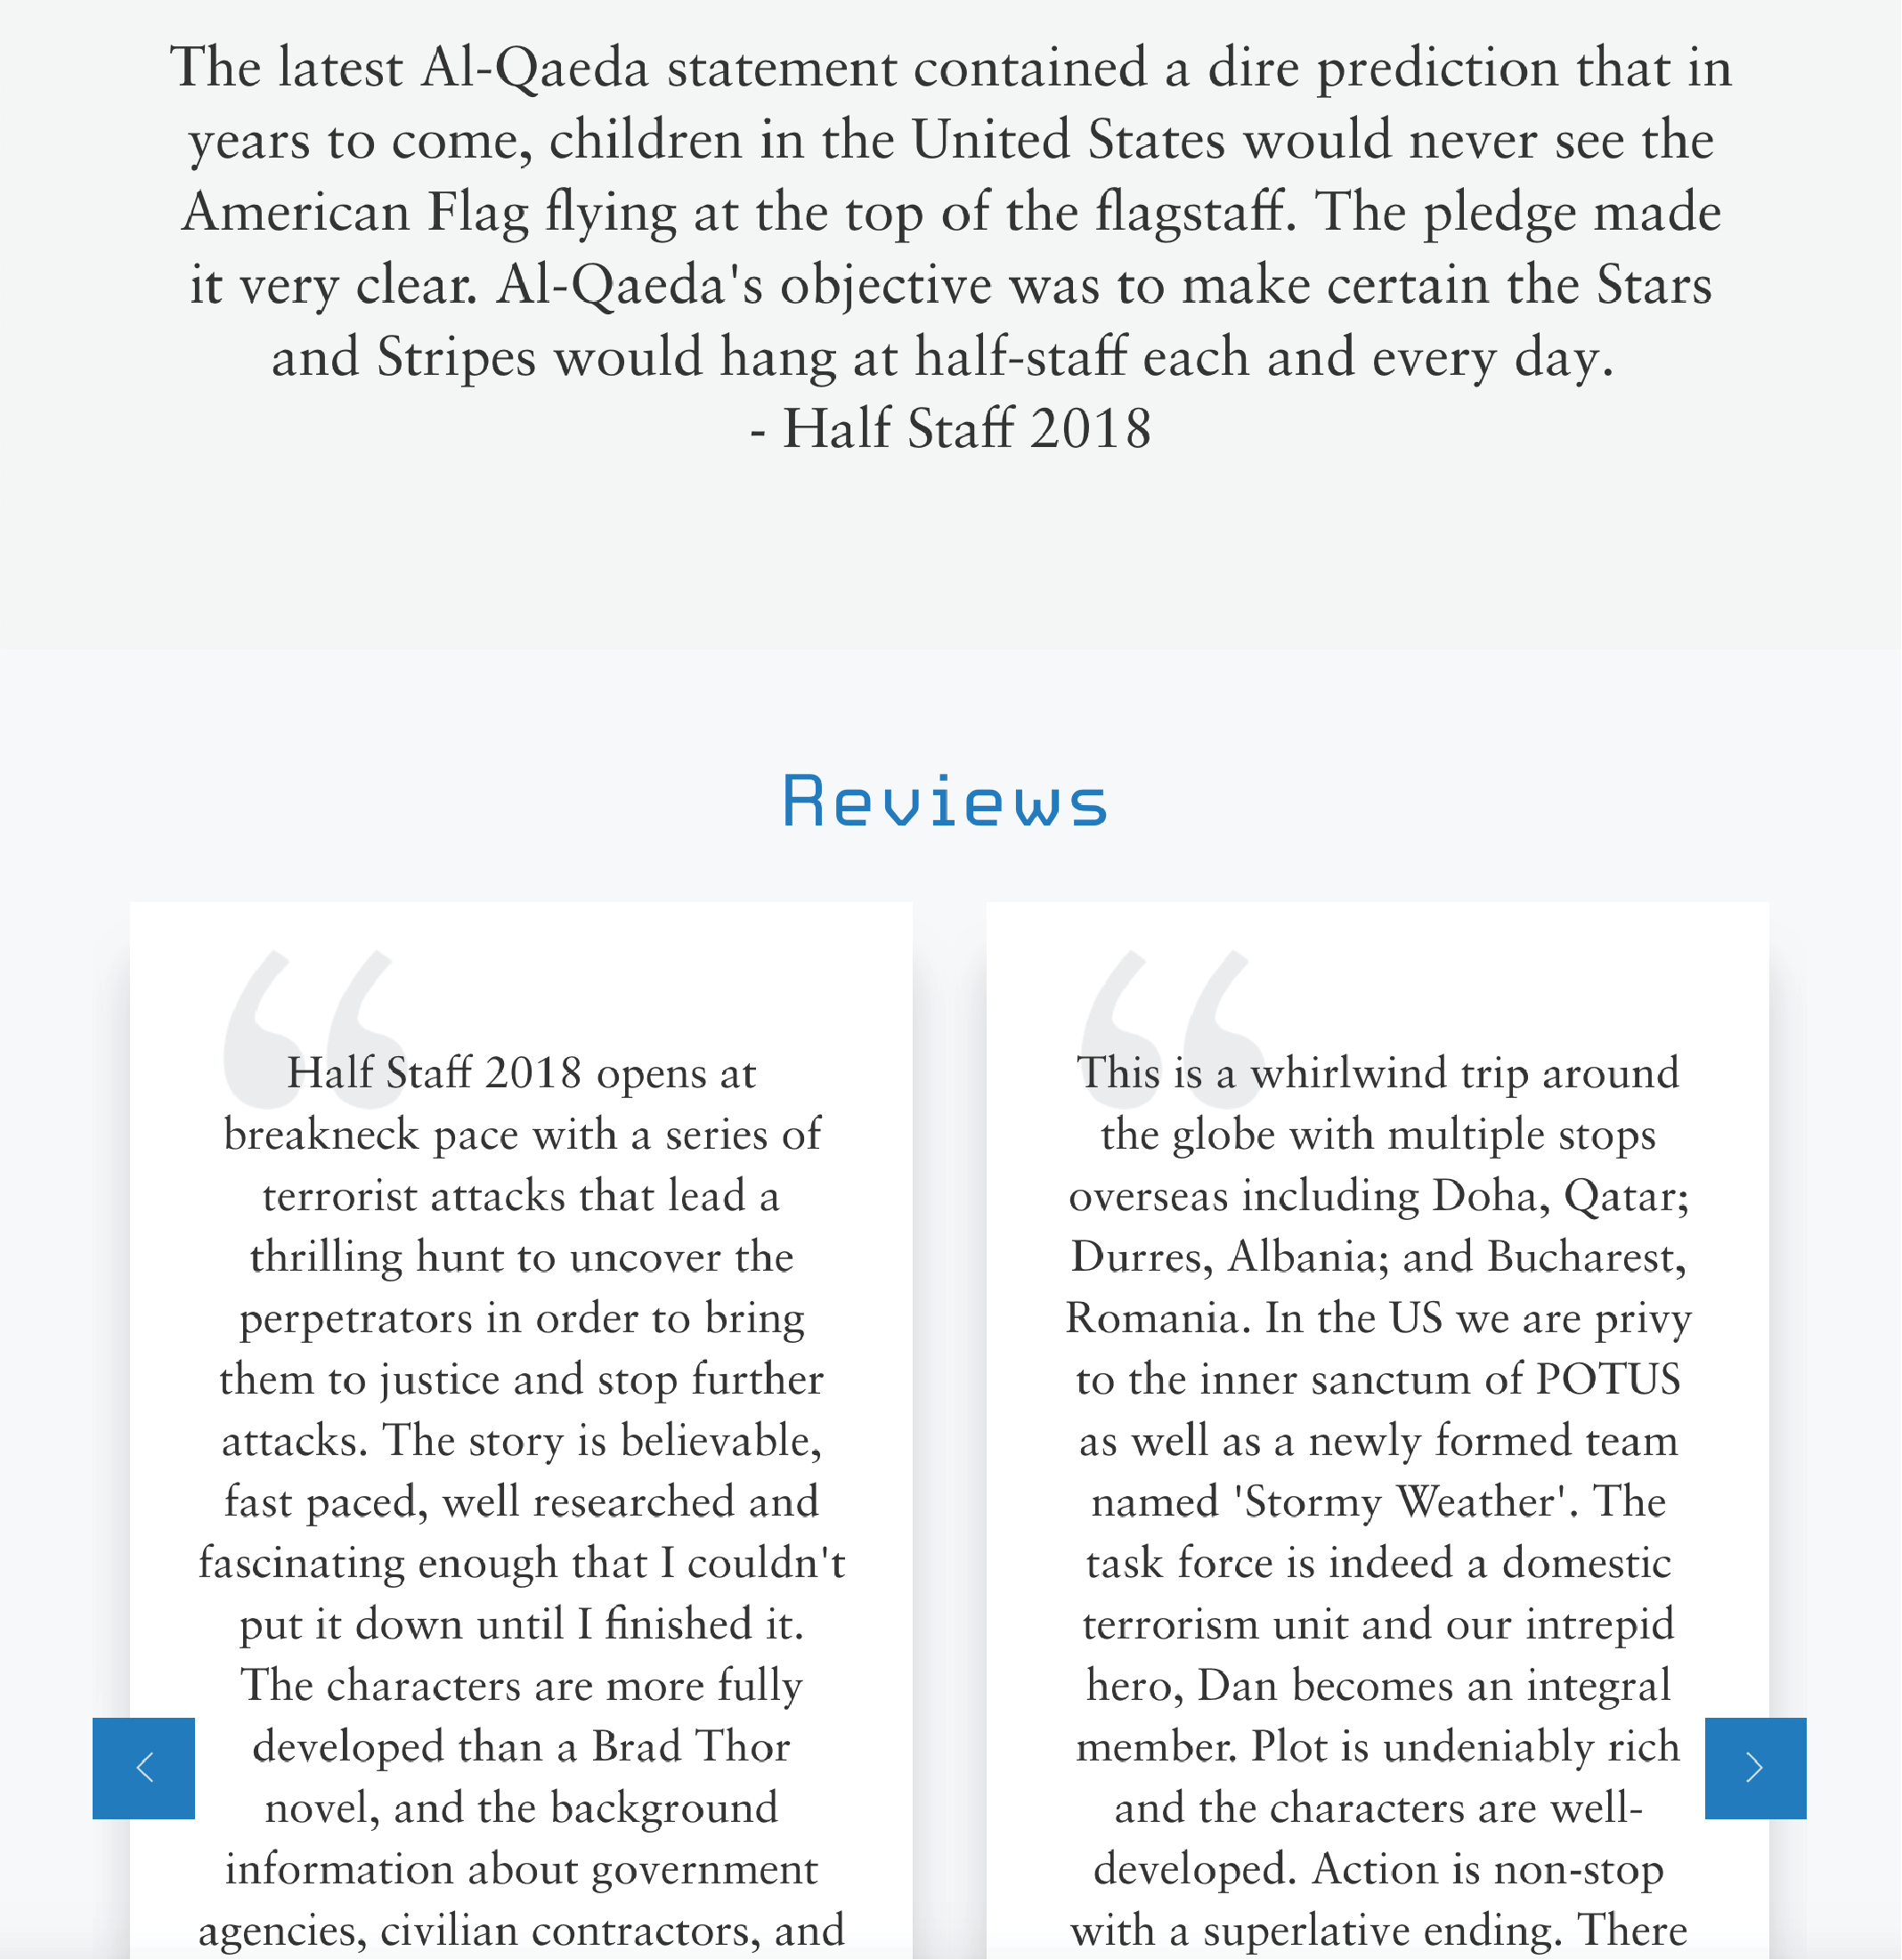 The latest Al-Qaeda statement contained a dire prediction that in
years to come, children in the United States would never see the
American Flag flying at the top of the flagstaff. The pledge made
it very clear. Al-Qaeda's objective was to make certain the Stars
and Stripes would hang at half-staff each and every day.
- Half Staff 2018
Reviews
Half Staff 2018 opens at
breakneck pace with a series of
terrorist attacks that lead a
thrilling hunt to uncover the
perpetrators in order to bring
them to justice and stop further
attacks. The story is believable,
fast paced, well researched and
fascinating enough that I couldn't
put it down until I finished it.
The characters are more fully
developed than a Brad Thor
novel, and the background
information about government
agencies, civilian contractors, and
This is a whirlwind trip around
the globe with multiple stops
overseas including Doha, Qatar;
Durres, Albania; and Bucharest,
Romania. In the US we are privy
to the inner sanctum of POTUS
as well as a newly formed team
named 'Stormy Weather'. The
task force is indeed a domestic
terrorism unit and our intrepid
hero, Dan becomes an integral
member. Plot is undeniably rich
and the characters are well-
developed. Action is non-stop
with a superlative ending. There